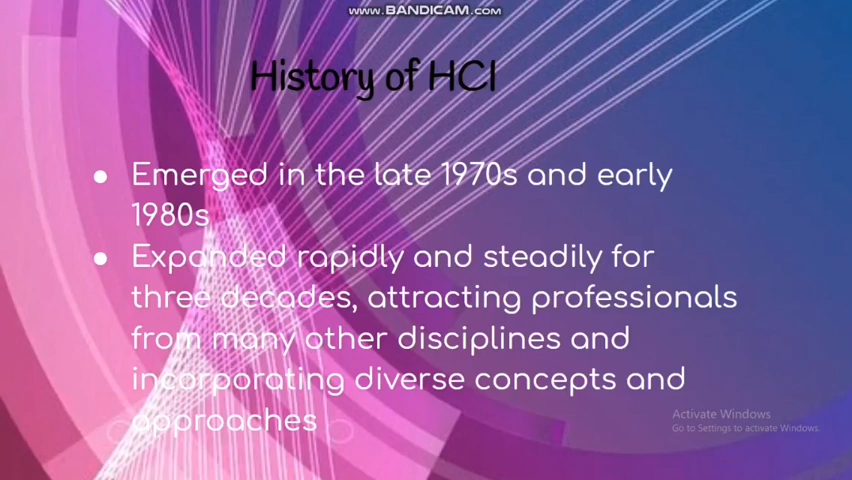 www.BANDICAM.com
History of HCI
● Emerged in the late 1970s and early
1980s
● Expanded rapidly and steadily for
three decades, attracting professionals
from many other disciplines and
incorporating diverse concepts and
approaches
Activate Windows
Go to Settings to activate Windows.